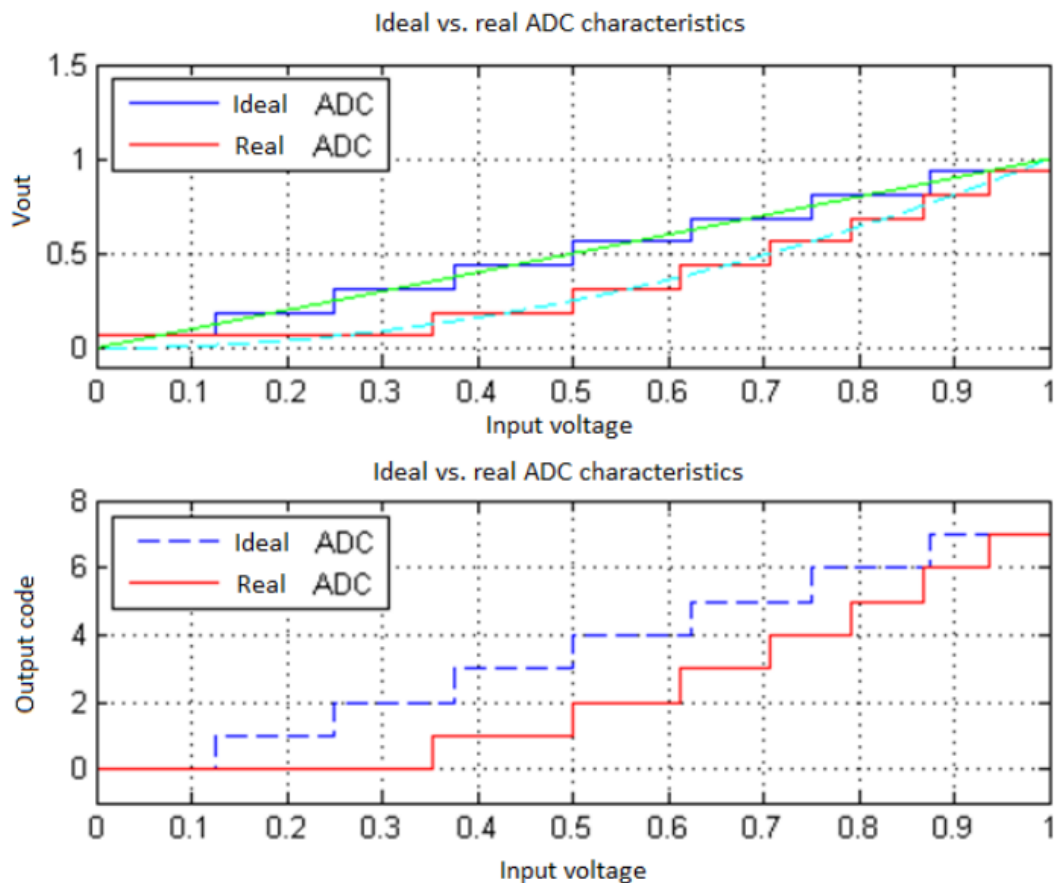 Ideal vs. real ADC characteristics
1.5
Ideal ADC
Real ADC
1
Vout
0.5
0
0 0.1 0.2 0.3 0.4 0.5 0.6 0.7 0.8 0.9 1
Input voltage
Ideal vs. real ADC characteristics
8
Ideal ADC
6
Real ADC
Output code
4
2
0
0 0.1 0.2 0.3 0.4 0.5 0.6 0.7 0.8 0.9 1
Input voltage